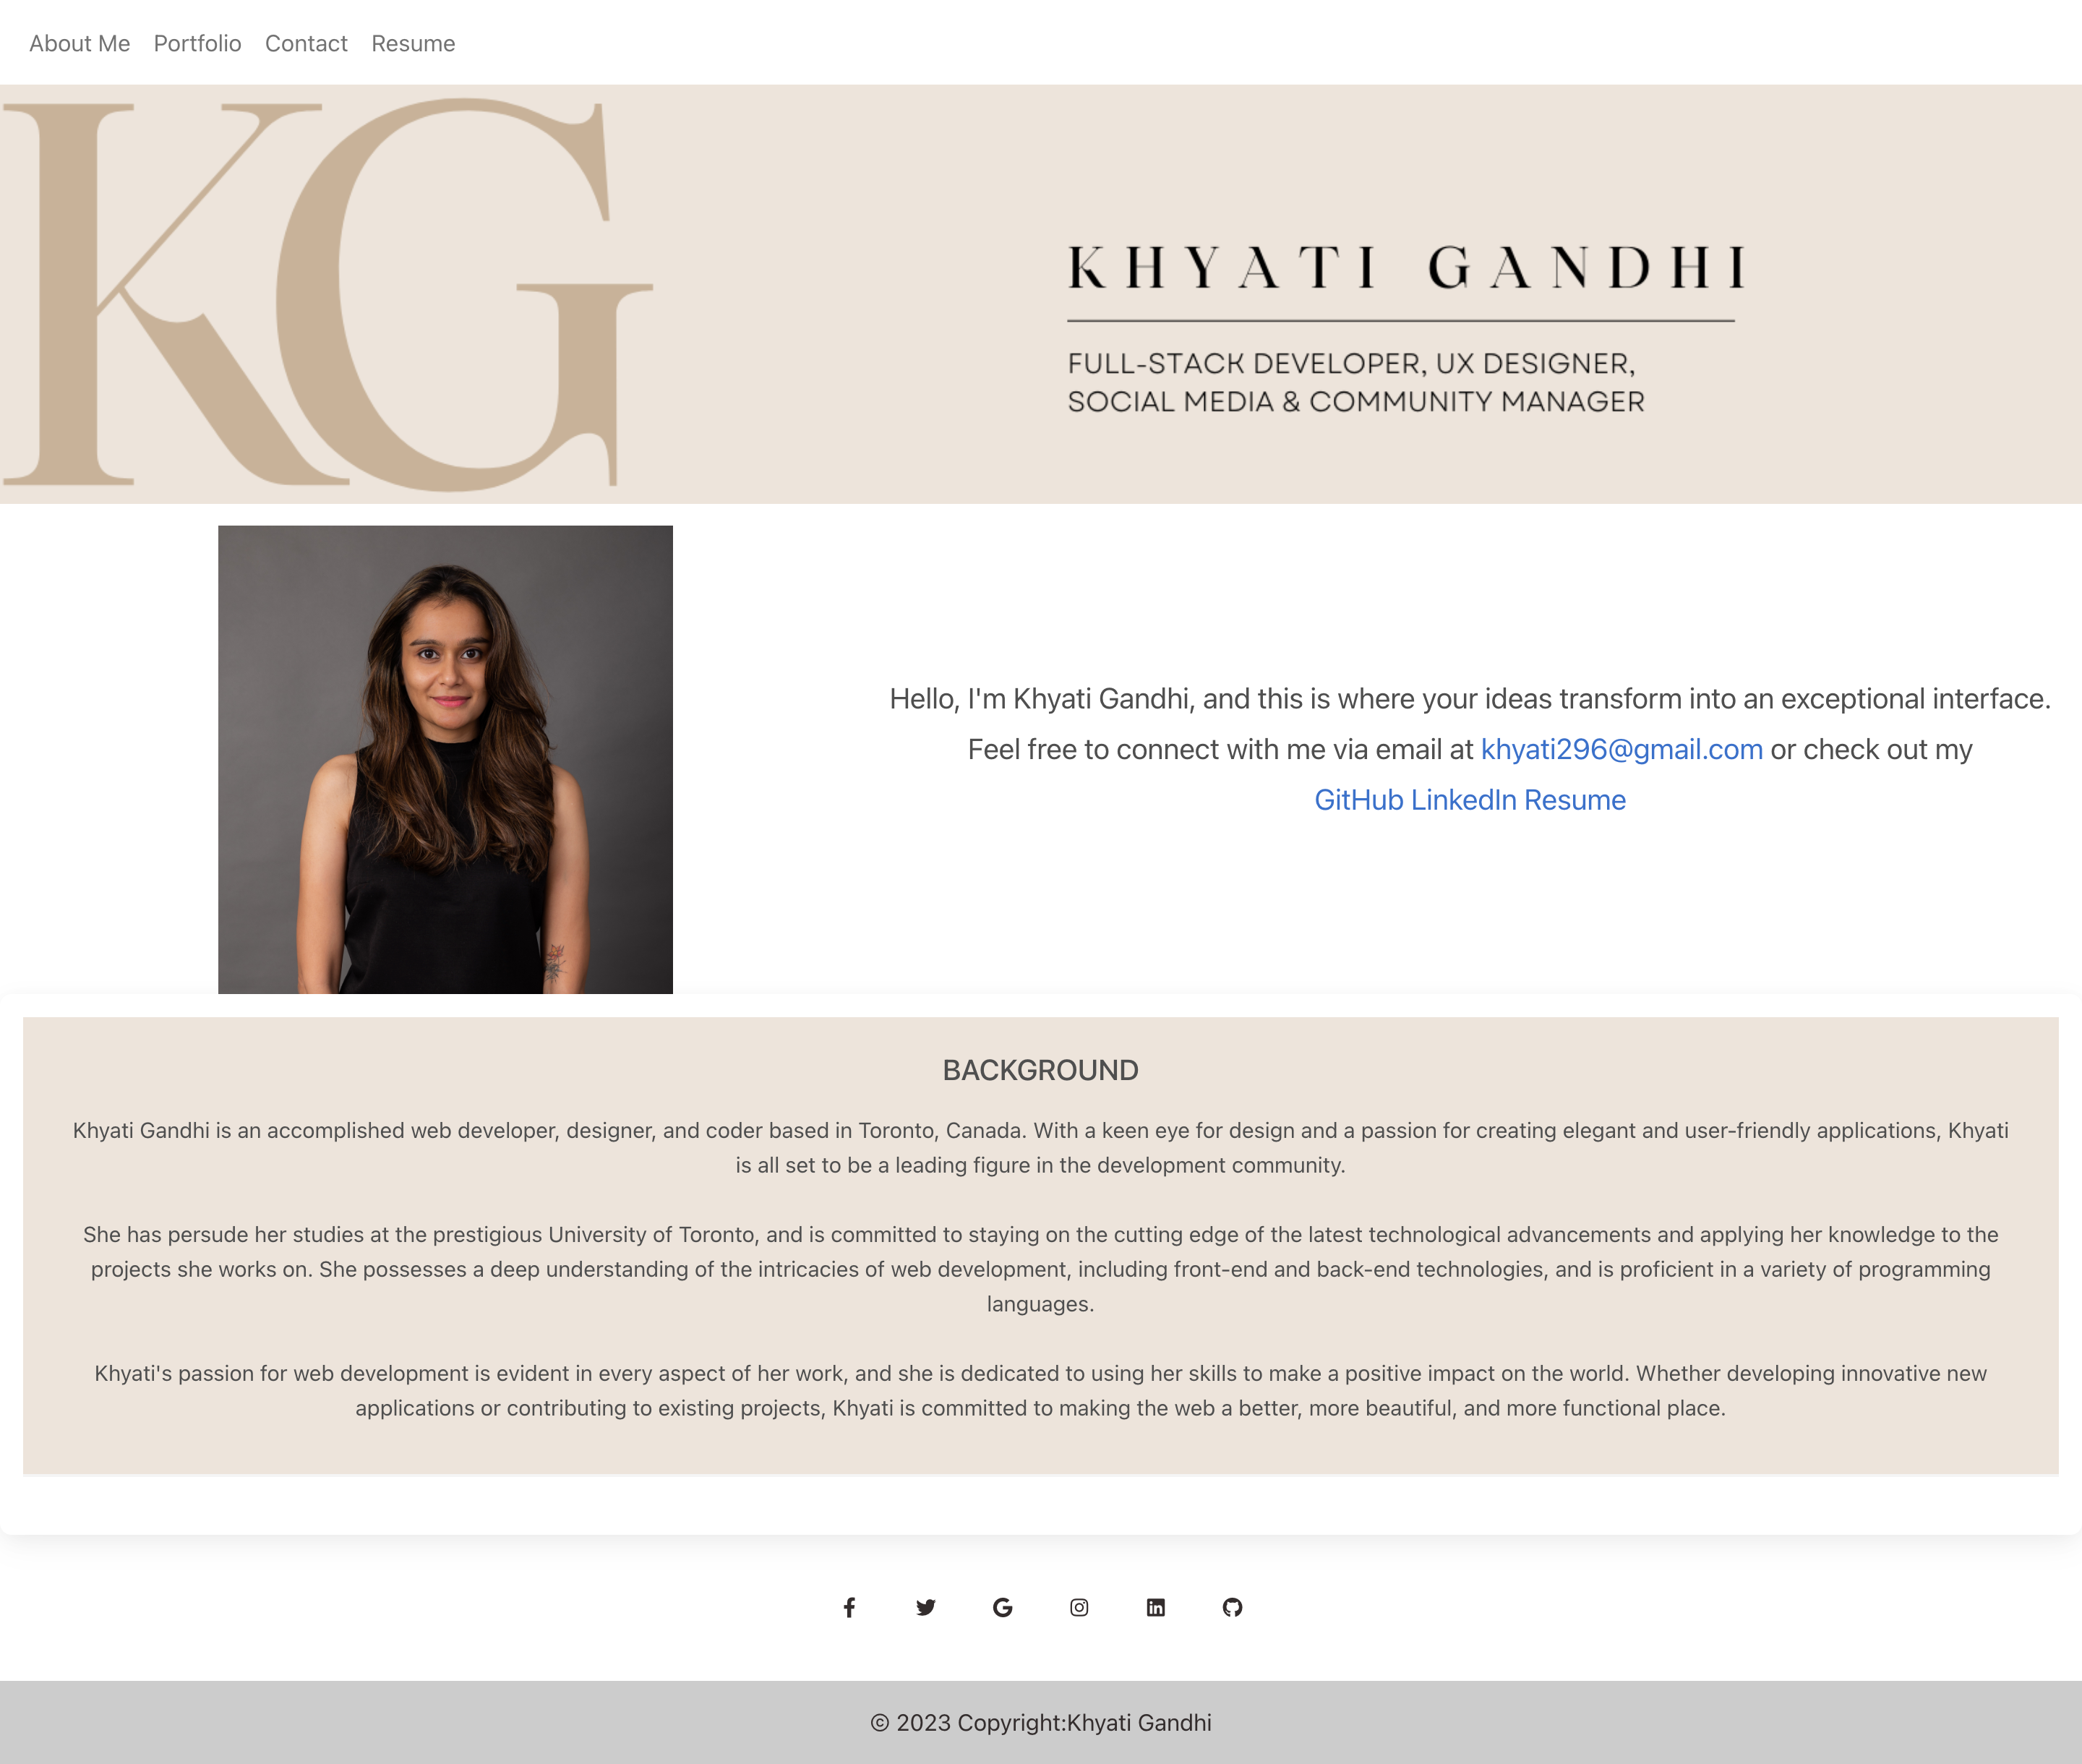 About Me Portfolio Contact Resume
KG
KHYATI GANDHI
FULL-STACK DEVELOPER, UX DESIGNER,
SOCIAL MEDIA & COMMUNITY MANAGER
Hello, I'm Khyati Gandhi, and this is where your ideas transform into an exceptional interface.
Feel free to connect with me via email at khyati296@gmail.com or check out my
GitHub LinkedIn Resume
BACKGROUND
Khyati Gandhi is an accomplished web developer, designer, and coder based in Toronto, Canada. With a keen eye for design and a passion for creating elegant and user-friendly applications, Khyati
is all set to be a leading figure in the development community.
She has persude her studies at the prestigious University of Toronto, and is committed to staying on the cutting edge of the latest technological advancements and applying her knowledge to the
projects she works on. She possesses a deep understanding of the intricacies of web development, including front-end and back-end technologies, and is proficient in a variety of programming
languages.
Khyati's passion for web development is evident in every aspect of her work, and she is dedicated to using her skills to make a positive impact on the world. Whether developing innovative new
applications or contributing to existing projects, Khyati is committed to making the web a better, more beautiful, and more functional place.
© 2023 Copyright:Khyati Gandhi